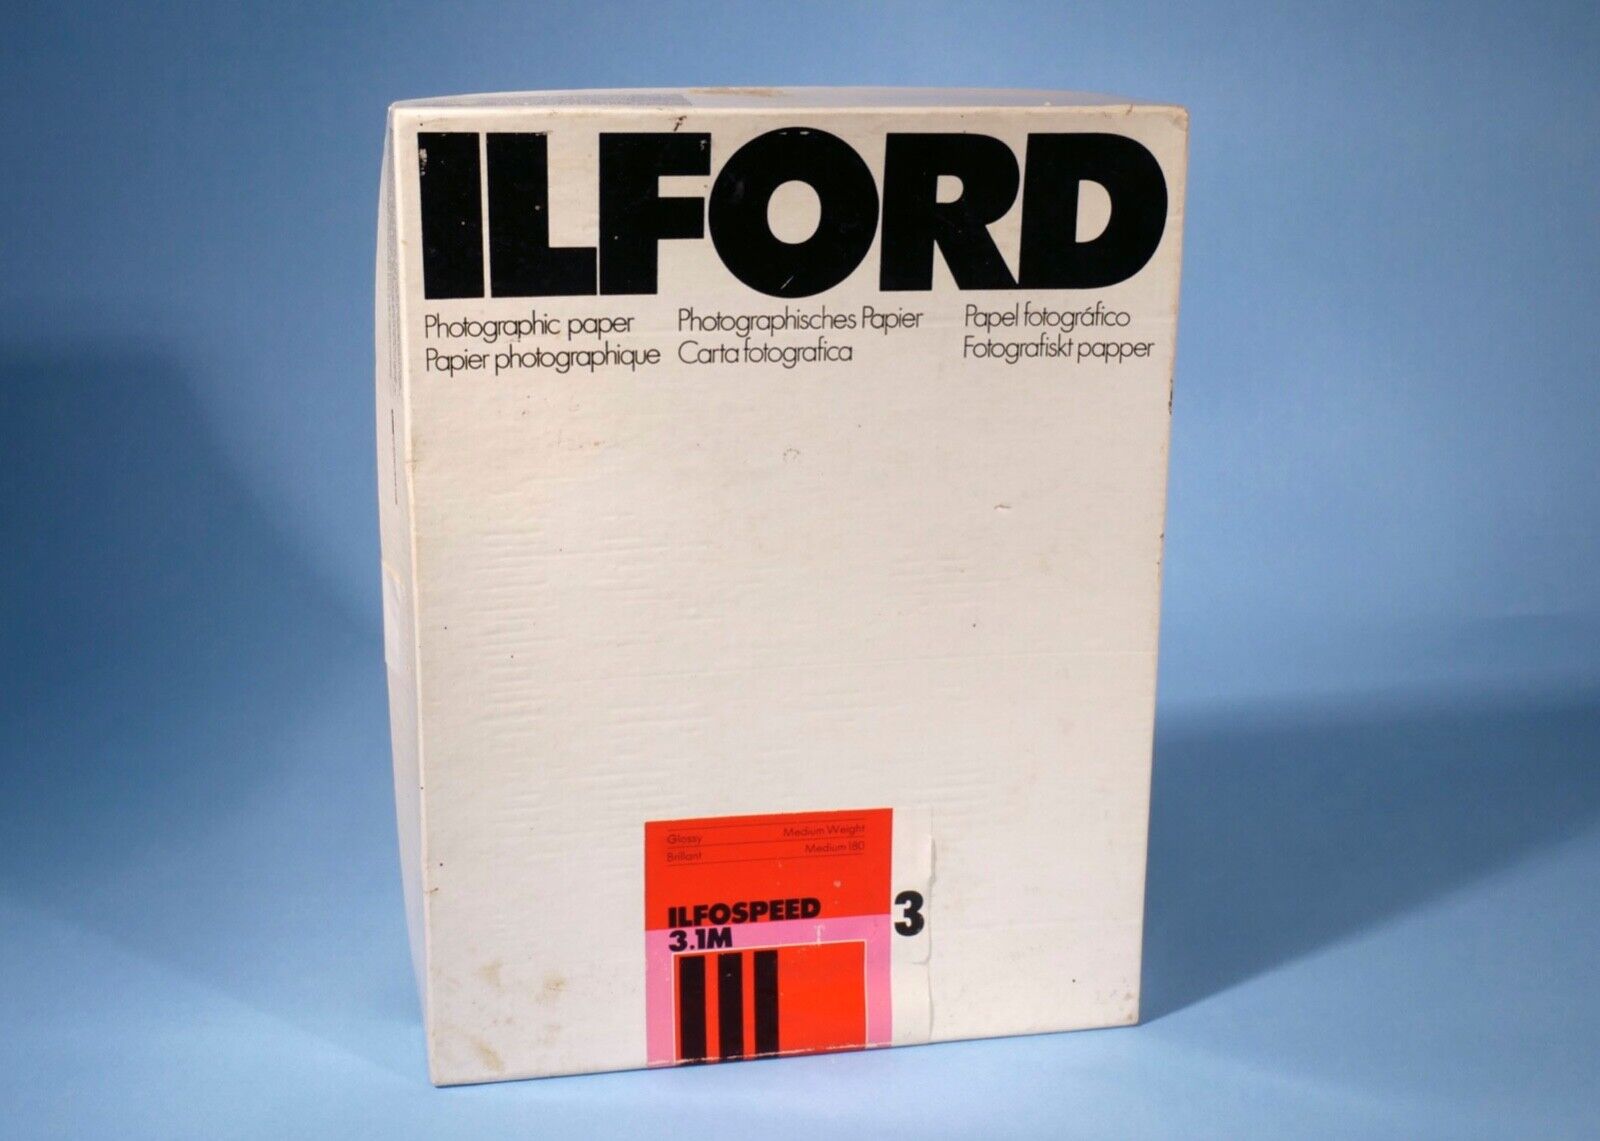 ILFORD
Photographic paper
Papier photographique
Photographisches Papier
Carta fotografica
Papel fotográfico
Fotografiskt papper
Glossy Medium Weight
Brillant Medium 180
ILFOSPEED
3.1M
3